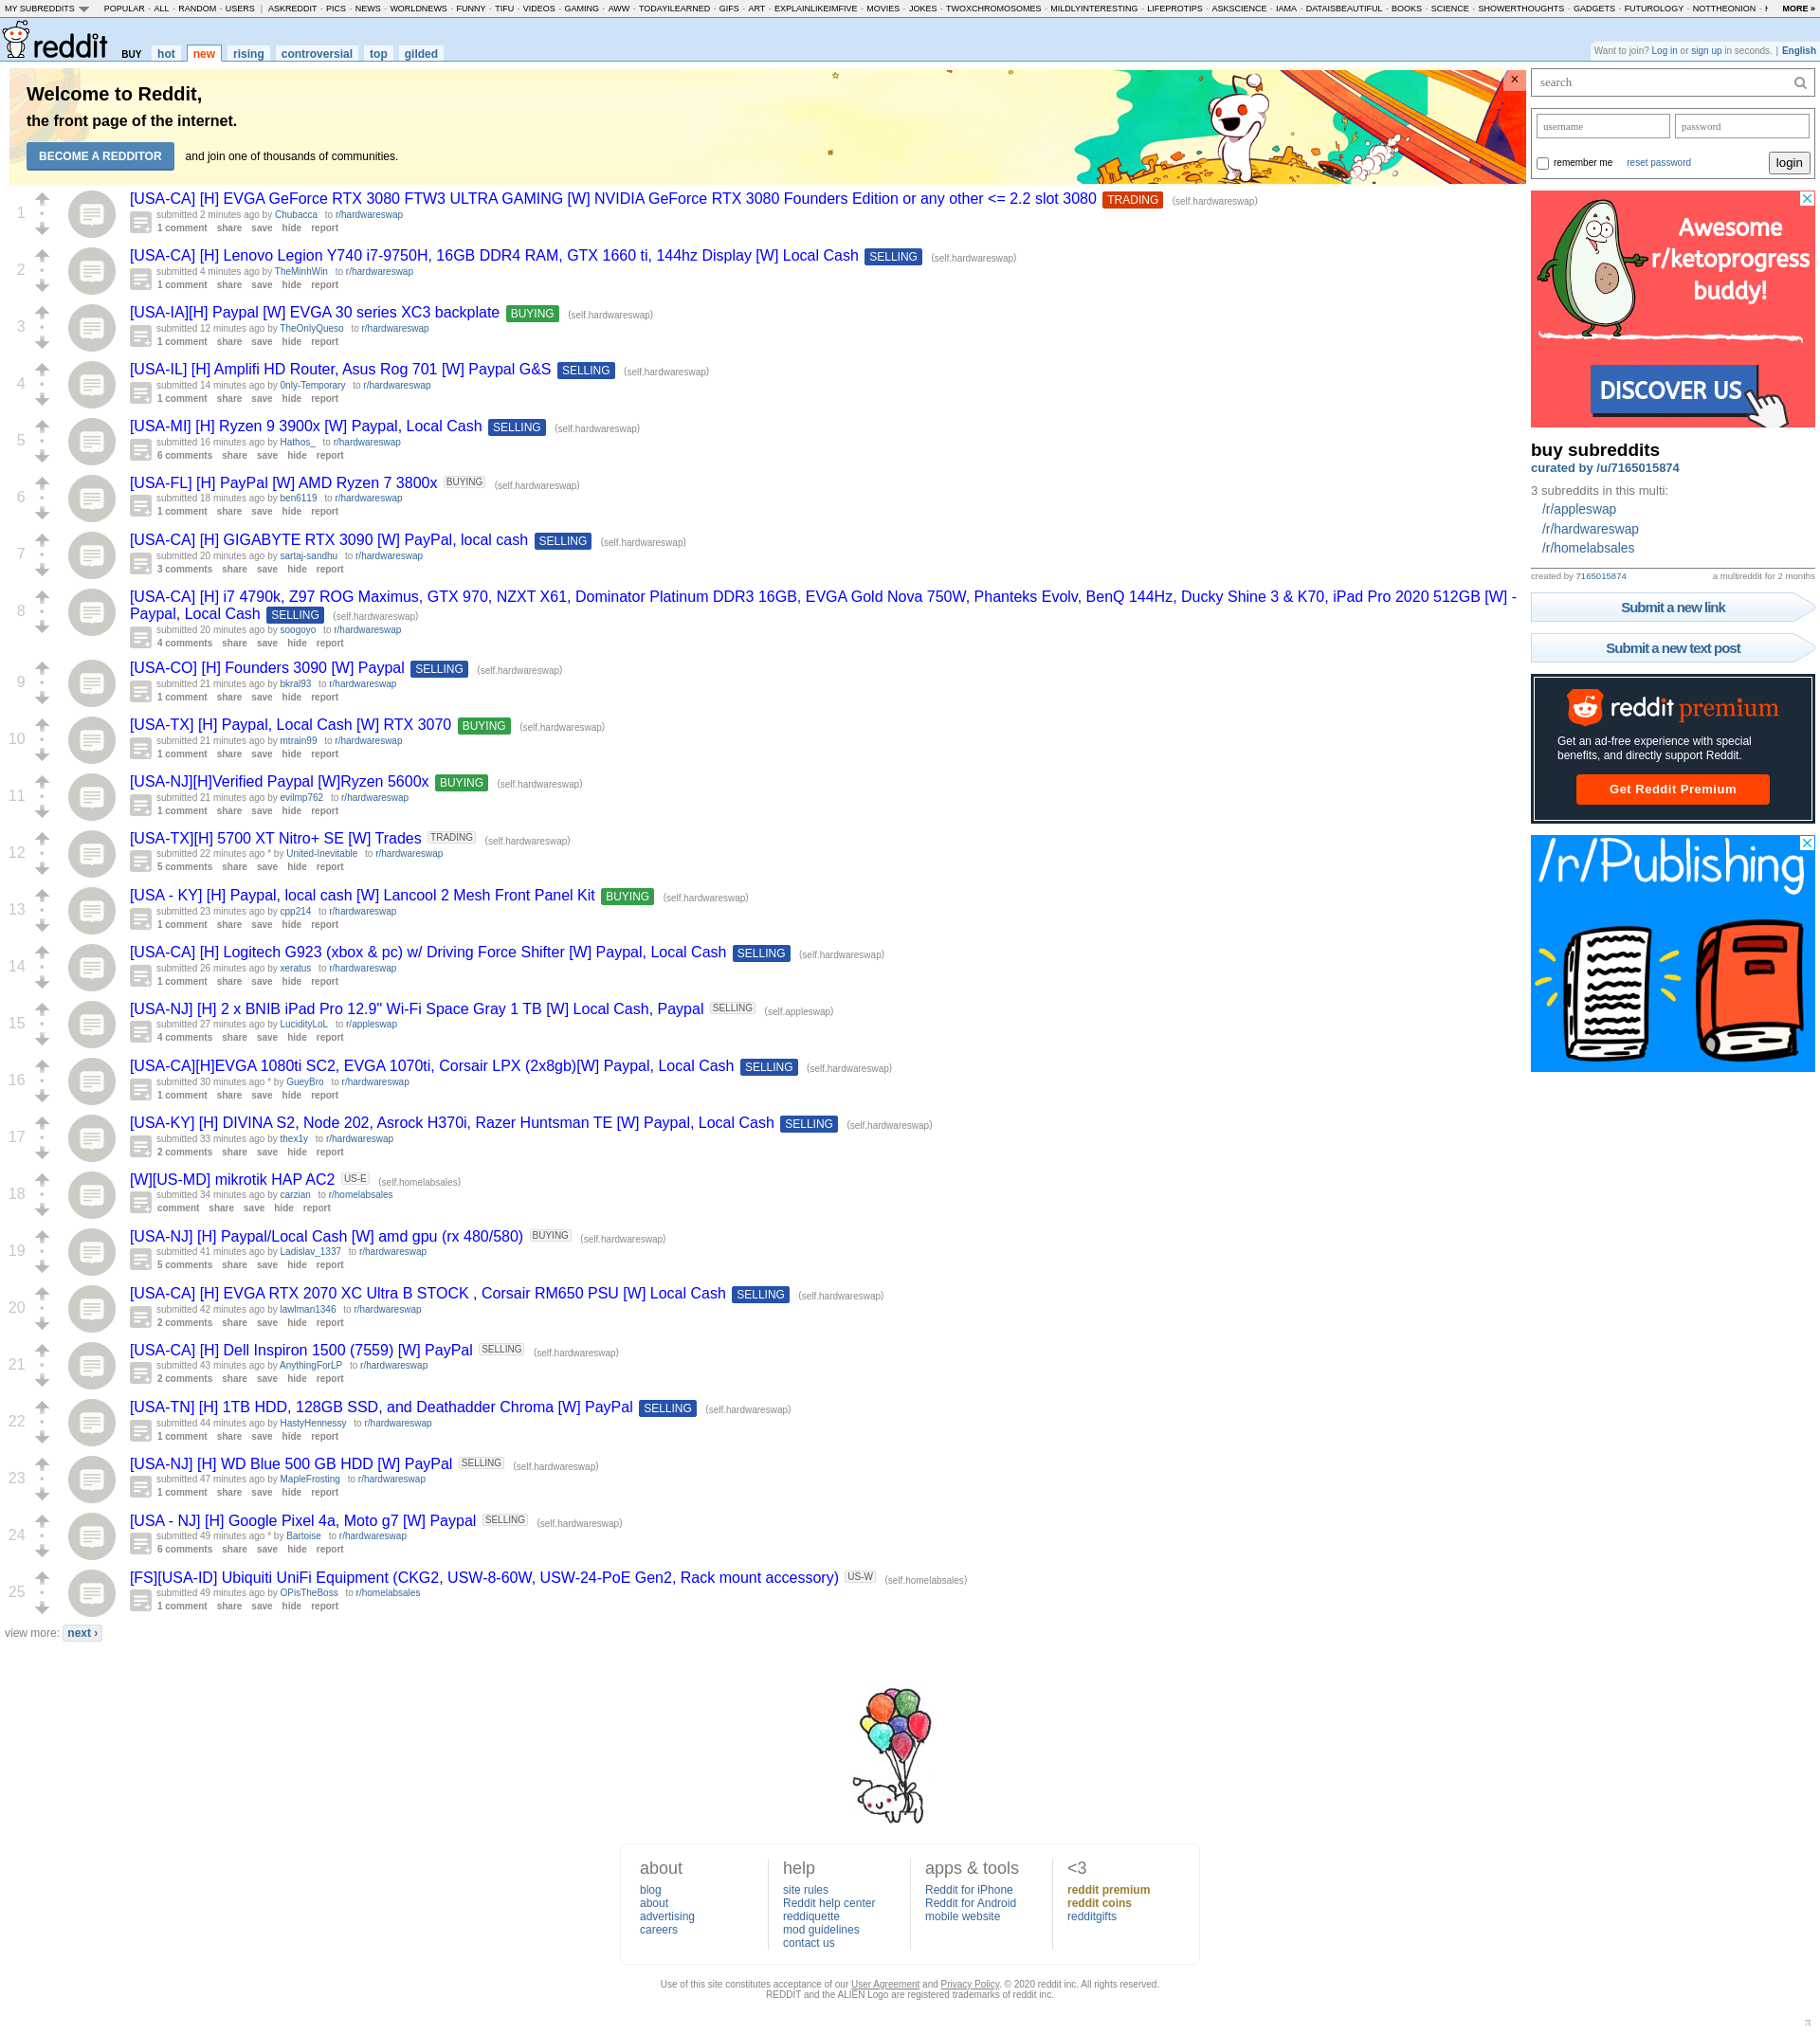 MY SUBREDDITS POPULAR - ALL - RANDOM - USERS | ASKREDDIT - PICS - NEWS - WORLDNEWS - FUNNY - TIFU - VIDEOS - GAMING - AWW - TODAYILEARNED - GIFS - ART - EXPLAINLIKEIMFIVE - MOVIES - JOKES - TWOXCHROMOSOMES - MILDLYINTERESTING - LIFEPROTIPS - ASKSCIENCE - IAMA - DATAISBEAUTIFUL - BOOKS - SCIENCE - SHOWERTHOUGHTS - GADGETS - FUTUROLOGY - NOTTHEONION - MORE »
reddit BUY hot new rising controversial top gilded
Want to join? Log in or sign up in seconds. | English
Welcome to Reddit,
the front page of the internet.
BECOME A REDDITOR and join one of thousands of communities.
×
1
[USA-CA] [H] EVGA GeForce RTX 3080 FTW3 ULTRA GAMING [W] NVIDIA GeForce RTX 3080 Founders Edition or any other <= 2.2 slot 3080 TRADING (self.hardwareswap)
submitted 2 minutes ago by Chubacca to r/hardwareswap
1 comment share save hide report
2
[USA-CA] [H] Lenovo Legion Y740 i7-9750H, 16GB DDR4 RAM, GTX 1660 ti, 144hz Display [W] Local Cash SELLING (self.hardwareswap)
submitted 4 minutes ago by TheMinhWin to r/hardwareswap
1 comment share save hide report
3
[USA-IA][H] Paypal [W] EVGA 30 series XC3 backplate BUYING (self.hardwareswap)
submitted 12 minutes ago by TheOnlyQueso to r/hardwareswap
1 comment share save hide report
4
[USA-IL] [H] Amplifi HD Router, Asus Rog 701 [W] Paypal G&S SELLING (self.hardwareswap)
submitted 14 minutes ago by 0nly-Temporary to r/hardwareswap
1 comment share save hide report
5
[USA-MI] [H] Ryzen 9 3900x [W] Paypal, Local Cash SELLING (self.hardwareswap)
submitted 16 minutes ago by Hathos_ to r/hardwareswap
6 comments share save hide report
6
[USA-FL] [H] PayPal [W] AMD Ryzen 7 3800x BUYING (self.hardwareswap)
submitted 18 minutes ago by ben6119 to r/hardwareswap
1 comment share save hide report
7
[USA-CA] [H] GIGABYTE RTX 3090 [W] PayPal, local cash SELLING (self.hardwareswap)
submitted 20 minutes ago by sartaj-sandhu to r/hardwareswap
3 comments share save hide report
8
[USA-CA] [H] i7 4790k, Z97 ROG Maximus, GTX 970, NZXT X61, Dominator Platinum DDR3 16GB, EVGA Gold Nova 750W, Phanteks Evolv, BenQ 144Hz, Ducky Shine 3 & K70, iPad Pro 2020 512GB [W] -
Paypal, Local Cash SELLING (self.hardwareswap)
submitted 20 minutes ago by soogoyo to r/hardwareswap
4 comments share save hide report
9
[USA-CO] [H] Founders 3090 [W] Paypal SELLING (self.hardwareswap)
submitted 21 minutes ago by bkral93 to r/hardwareswap
1 comment share save hide report
10
[USA-TX] [H] Paypal, Local Cash [W] RTX 3070 BUYING (self.hardwareswap)
submitted 21 minutes ago by mtrain99 to r/hardwareswap
1 comment share save hide report
11
[USA-NJ][H]Verified Paypal [W]Ryzen 5600x BUYING (self.hardwareswap)
submitted 21 minutes ago by evilmp762 to r/hardwareswap
1 comment share save hide report
12
[USA-TX][H] 5700 XT Nitro+ SE [W] Trades TRADING (self.hardwareswap)
submitted 22 minutes ago * by United-Inevitable to r/hardwareswap
5 comments share save hide report
13
[USA - KY] [H] Paypal, local cash [W] Lancool 2 Mesh Front Panel Kit BUYING (self.hardwareswap)
submitted 23 minutes ago by cpp214 to r/hardwareswap
1 comment share save hide report
14
[USA-CA] [H] Logitech G923 (xbox & pc) w/ Driving Force Shifter [W] Paypal, Local Cash SELLING (self.hardwareswap)
submitted 26 minutes ago by xeratus to r/hardwareswap
1 comment share save hide report
15
[USA-NJ] [H] 2 x BNIB iPad Pro 12.9" Wi-Fi Space Gray 1 TB [W] Local Cash, Paypal SELLING (self.appleswap)
submitted 27 minutes ago by LucidityLoL to r/appleswap
4 comments share save hide report
16
[USA-CA][H]EVGA 1080ti SC2, EVGA 1070ti, Corsair LPX (2x8gb)[W] Paypal, Local Cash SELLING (self.hardwareswap)
submitted 30 minutes ago * by GueyBro to r/hardwareswap
1 comment share save hide report
17
[USA-KY] [H] DIVINA S2, Node 202, Asrock H370i, Razer Huntsman TE [W] Paypal, Local Cash SELLING (self.hardwareswap)
submitted 33 minutes ago by thex1y to r/hardwareswap
2 comments share save hide report
18
[W][US-MD] mikrotik HAP AC2 US-E (self.homelabsales)
submitted 34 minutes ago by carzian to r/homelabsales
comment share save hide report
19
[USA-NJ] [H] Paypal/Local Cash [W] amd gpu (rx 480/580) BUYING (self.hardwareswap)
submitted 41 minutes ago by Ladislav_1337 to r/hardwareswap
5 comments share save hide report
20
[USA-CA] [H] EVGA RTX 2070 XC Ultra B STOCK , Corsair RM650 PSU [W] Local Cash SELLING (self.hardwareswap)
submitted 42 minutes ago by lawlman1346 to r/hardwareswap
2 comments share save hide report
21
[USA-CA] [H] Dell Inspiron 1500 (7559) [W] PayPal SELLING (self.hardwareswap)
submitted 43 minutes ago by AnythingForLP to r/hardwareswap
2 comments share save hide report
22
[USA-TN] [H] 1TB HDD, 128GB SSD, and Deathadder Chroma [W] PayPal SELLING (self.hardwareswap)
submitted 44 minutes ago by HastyHennessy to r/hardwareswap
1 comment share save hide report
23
[USA-NJ] [H] WD Blue 500 GB HDD [W] PayPal SELLING (self.hardwareswap)
submitted 47 minutes ago by MapleFrosting to r/hardwareswap
1 comment share save hide report
24
[USA - NJ] [H] Google Pixel 4a, Moto g7 [W] Paypal SELLING (self.hardwareswap)
submitted 49 minutes ago * by Bartoise to r/hardwareswap
6 comments share save hide report
25
[FS][USA-ID] Ubiquiti UniFi Equipment (CKG2, USW-8-60W, USW-24-PoE Gen2, Rack mount accessory) US-W (self.homelabsales)
submitted 49 minutes ago by OPisTheBoss to r/homelabsales
1 comment share save hide report
view more: next ›
search
username password
remember me reset password login
Awesome
r/ketoprogress
buddy!
DISCOVER US
buy subreddits
curated by /u/7165015874
3 subreddits in this multi:
/r/appleswap
/r/hardwareswap
/r/homelabsales
created by 7165015874 a multireddit for 2 months
Submit a new link
Submit a new text post
reddit premium
Get an ad-free experience with special
benefits, and directly support Reddit.
Get Reddit Premium
/r/Publishing
about
blog
about
advertising
careers
help
site rules
Reddit help center
reddiquette
mod guidelines
contact us
apps & tools
Reddit for iPhone
Reddit for Android
mobile website
<3
reddit premium
reddit coins
redditgifts
Use of this site constitutes acceptance of our User Agreement and Privacy Policy. © 2020 reddit inc. All rights reserved.
REDDIT and the ALIEN Logo are registered trademarks of reddit inc.
π